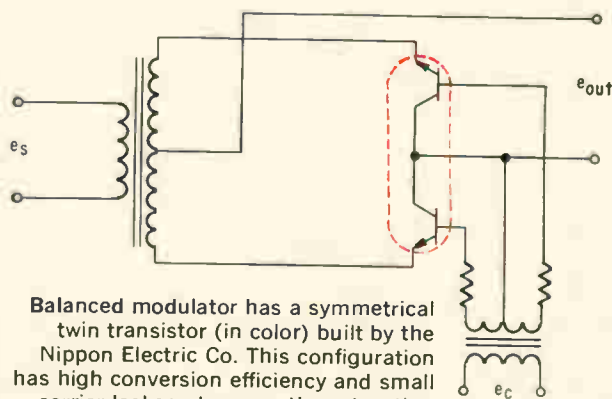 e_out
e_s
Balanced modulator has a symmetrical
twin transistor (in color) built by the
Nippon Electric Co. This configuration
has high conversion efficiency and small
e_c